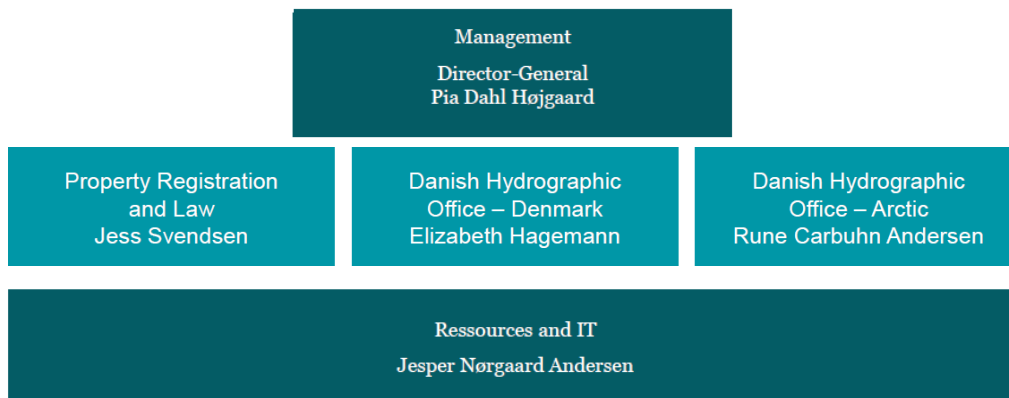 Management
Director-General
Pia Dahl Højgaard
Property Registration
and Law
Jess Svendsen
Danish Hydrographic
Office – Denmark
Elizabeth Hagemann
Danish Hydrographic
Office – Arctic
Rune Carbuhn Andersen
Ressources and IT
Jesper Nørgaard Andersen